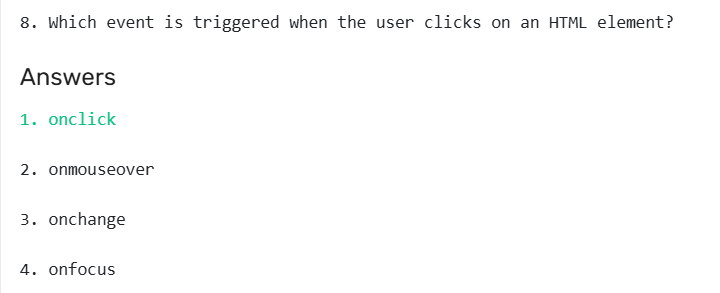 8. Which event is triggered when the user clicks on an HTML element?
Answers
1. onclick
2. onmouseover
3. onchange
4. onfocus